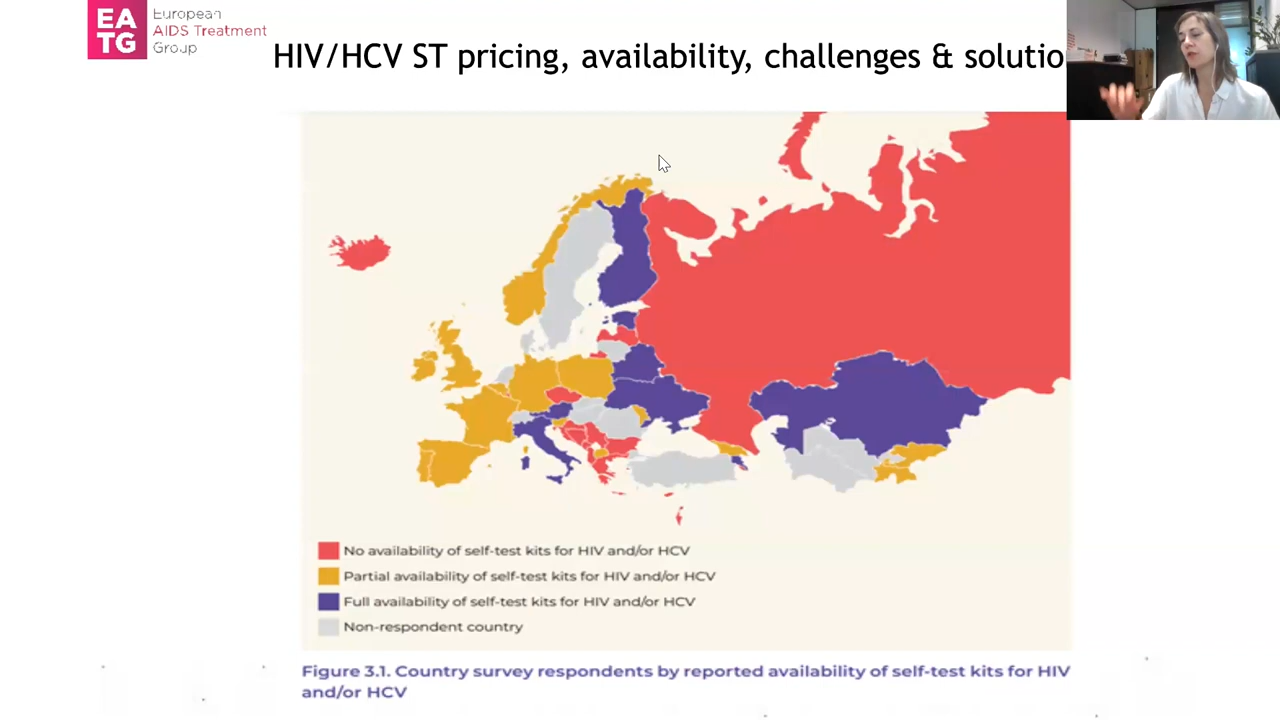 EA
TG
European
AIDS Treatment
Group
HIV/HCV ST pricing, availability, challenges & solutio
No availability of self-test kits for HIV and/or HCV
Partial availability of self-test kits for HIV and/or HCV
Full availability of self-test kits for HIV and/or HCV
Non-respondent country
Figure 3.1. Country survey respondents by reported availability of self-test kits for HIV
and/or HCV